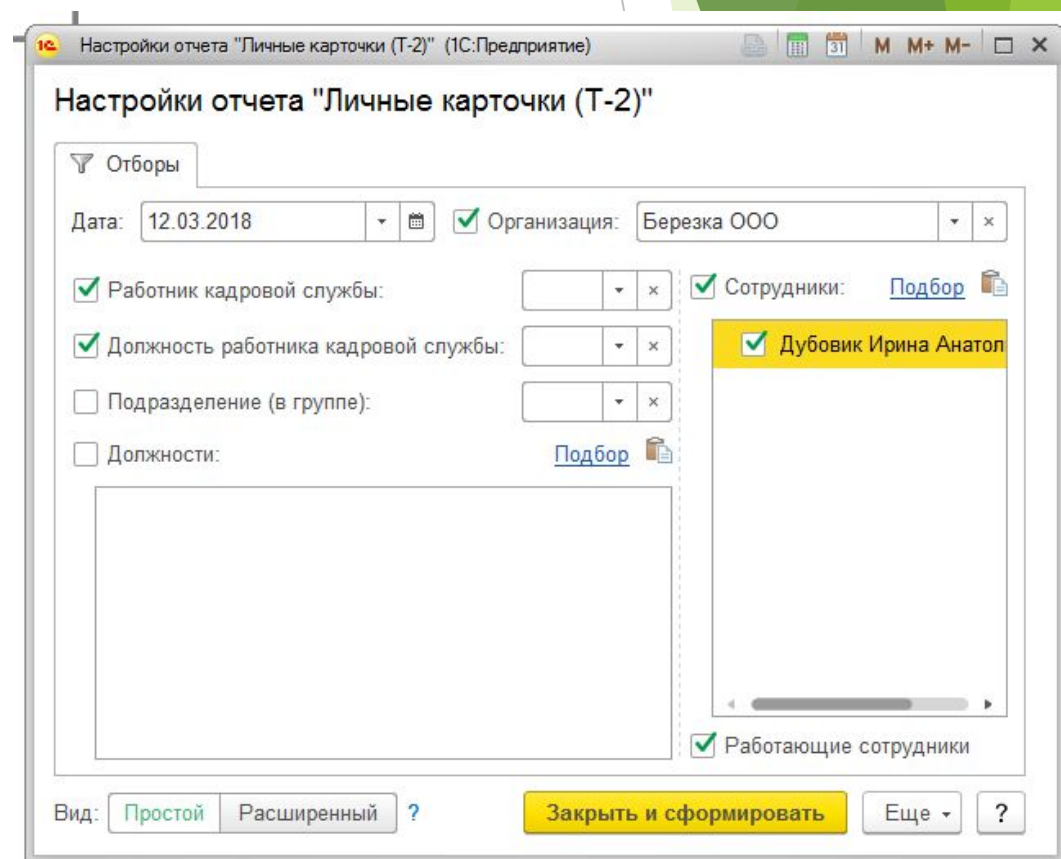 1С Настройки отчета "Личные карточки (Т-2)" (1С:Предприятие) 31 M M+ M-
Настройки отчета "Личные карточки (Т-2)"
Отборы
Дата: 12.03.2018 Организация: Березка ООО
Работник кадровой службы:
Сотрудники: Подбор
Должность работника кадровой службы:
Дубовик Ирина Анатол
Подразделение (в группе):
Должности: Подбор
Работающие сотрудники
Вид: Простой Расширенный ? Закрыть и сформировать Еще ?